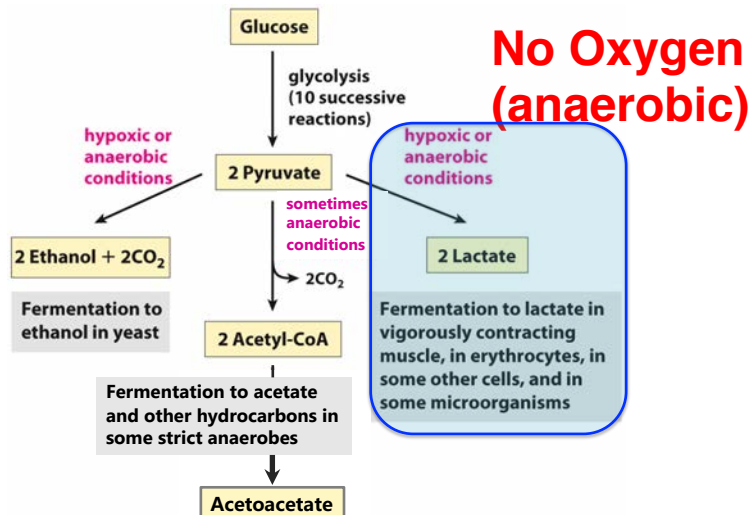 Glucose
No Oxygen
(anaerobic)
glycolysis
(10 successive
reactions)
hypoxic or
anaerobic
conditions
hypoxic or
anaerobic
conditions
2 Pyruvate
sometimes
anaerobic
conditions
2 Ethanol + 2CO₂
2 Lactate
2CO₂
Fermentation to
ethanol in yeast
Fermentation to lactate in
vigorously contracting
muscle, in erythrocytes, in
some other cells, and in
some microorganisms
2 Acetyl-CoA
Fermentation to acetate
and other hydrocarbons in
some strict anaerobes
Acetoacetate